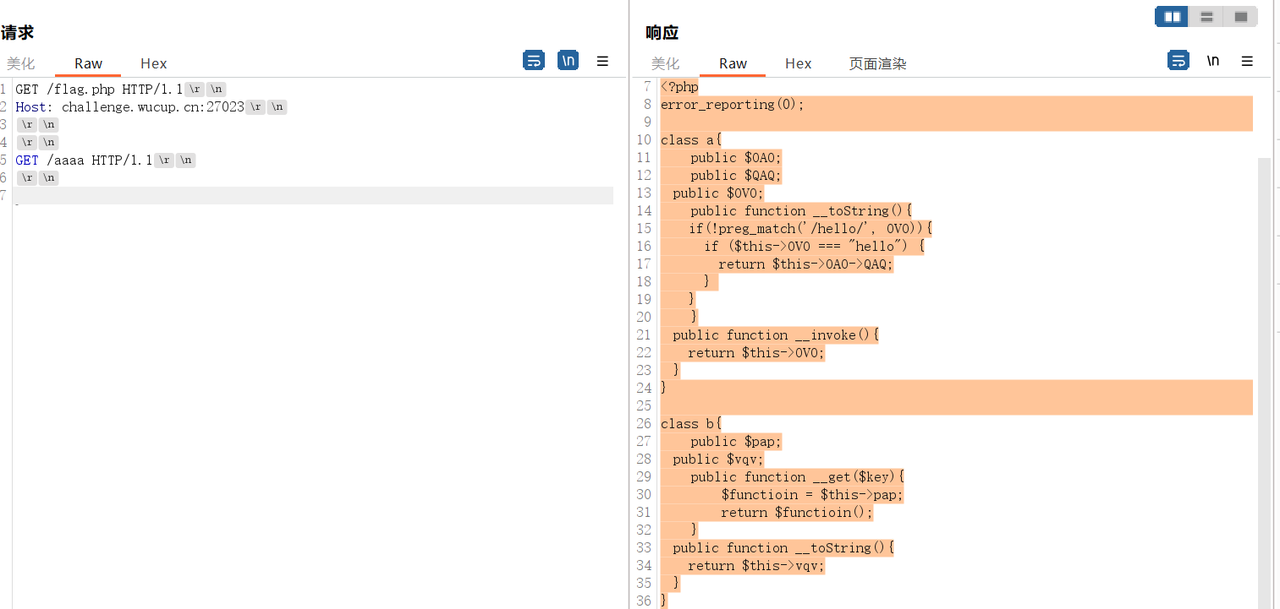 请求
美化 Raw Hex \n
1 GET /flag.php HTTP/1.1 \r \n
2 Host: challenge.wucup.cn:27023 \r \n
3 \r \n
4 \r \n
5 GET /aaaa HTTP/1.1 \r \n
6 \r \n
7
响应
美化 Raw Hex 页面渲染 \n
7 <?php
8 error_reporting(0);
9
10 class a{
11     public $OAO;
12     public $QAQ;
13   public $OVO;
14     public function __toString(){
15     if(!preg_match('/hello/', OVO)){
16       if ($this->OVO === "hello") {
17         return $this->OAO->QAQ;
18       }
19     }
20     }
21   public function __invoke(){
22     return $this->OVO;
23   }
24 }
25
26 class b{
27     public $pap;
28   public $vqv;
29     public function __get($key){
30         $functioin = $this->pap;
31         return $functioin();
32     }
33   public function __toString(){
34     return $this->vqv;
35   }
36 }